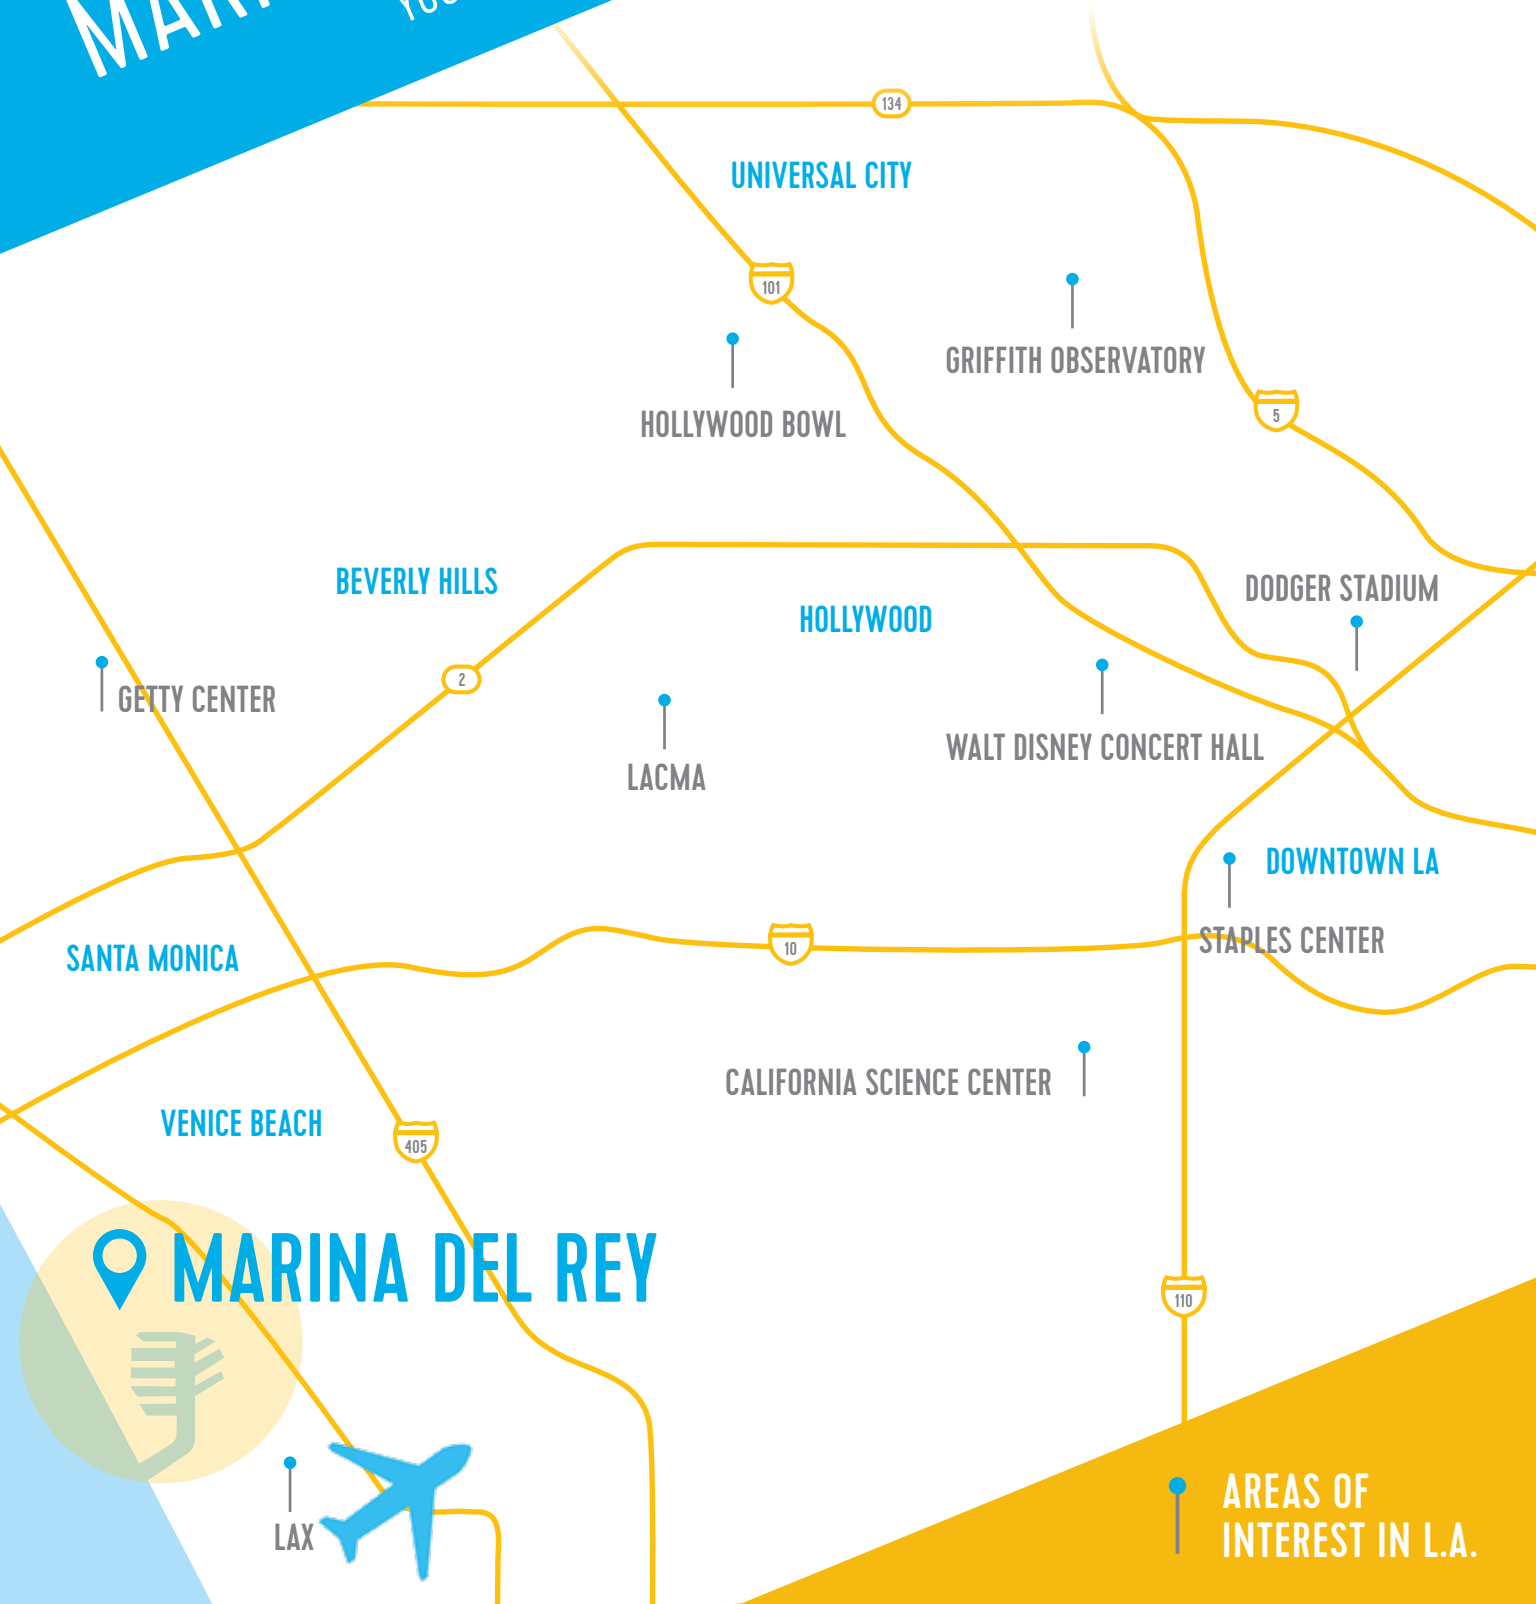 134
UNIVERSAL CITY
101
GRIFFITH OBSERVATORY
HOLLYWOOD BOWL
5
BEVERLY HILLS
HOLLYWOOD
DODGER STADIUM
2
GETTY CENTER
LACMA
WALT DISNEY CONCERT HALL
DOWNTOWN LA
SANTA MONICA
10
STAPLES CENTER
CALIFORNIA SCIENCE CENTER
VENICE BEACH
405
MARINA DEL REY
110
LAX
AREAS OF
INTEREST IN L.A.